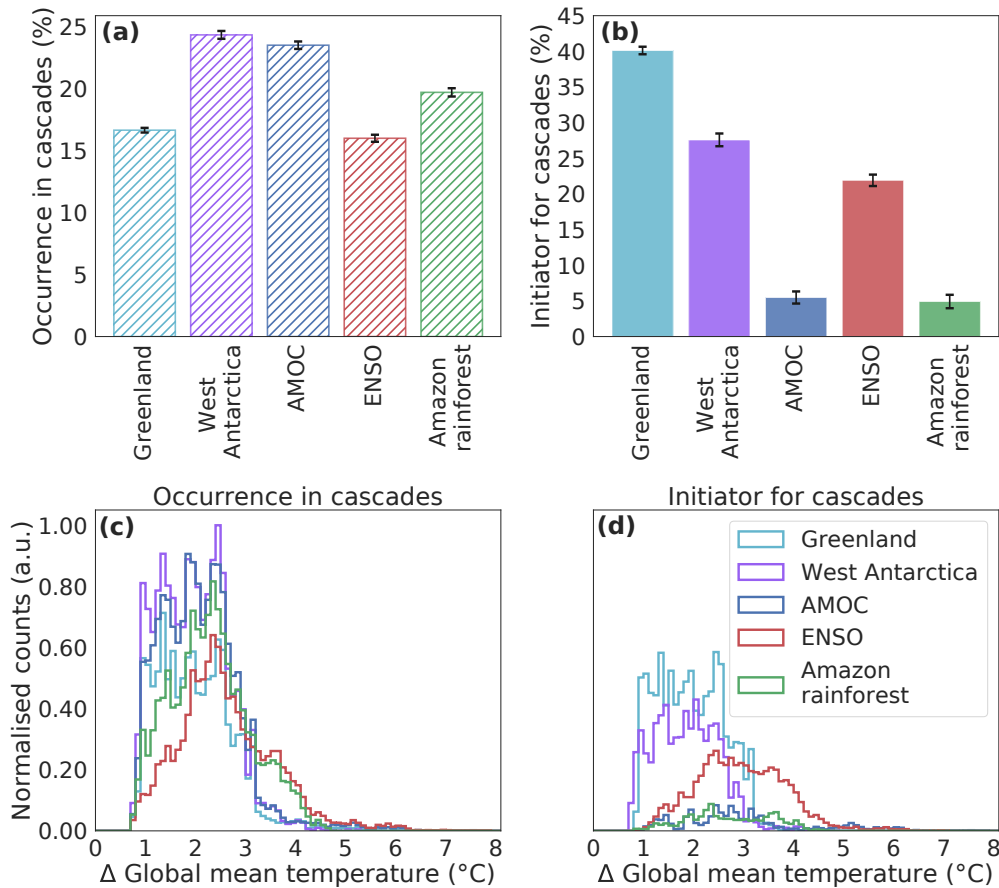 (a)
Occurrence in cascades (%)
25
20
15
10
5
0
Greenland
West
Antarctica
AMOC
ENSO
Amazon
rainforest
(b)
Initiator for cascades (%)
45
40
35
30
25
20
15
10
5
0
Greenland
West
Antarctica
AMOC
ENSO
Amazon
rainforest
Occurrence in cascades
(c)
Normalised counts (a.u.)
1.00
0.80
0.60
0.40
0.20
0.00
0 1 2 3 4 5 6 7 8
Δ Global mean temperature (°C)
Initiator for cascades
(d)
Greenland
West Antarctica
AMOC
ENSO
Amazon
rainforest
0 1 2 3 4 5 6 7 8
Δ Global mean temperature (°C)